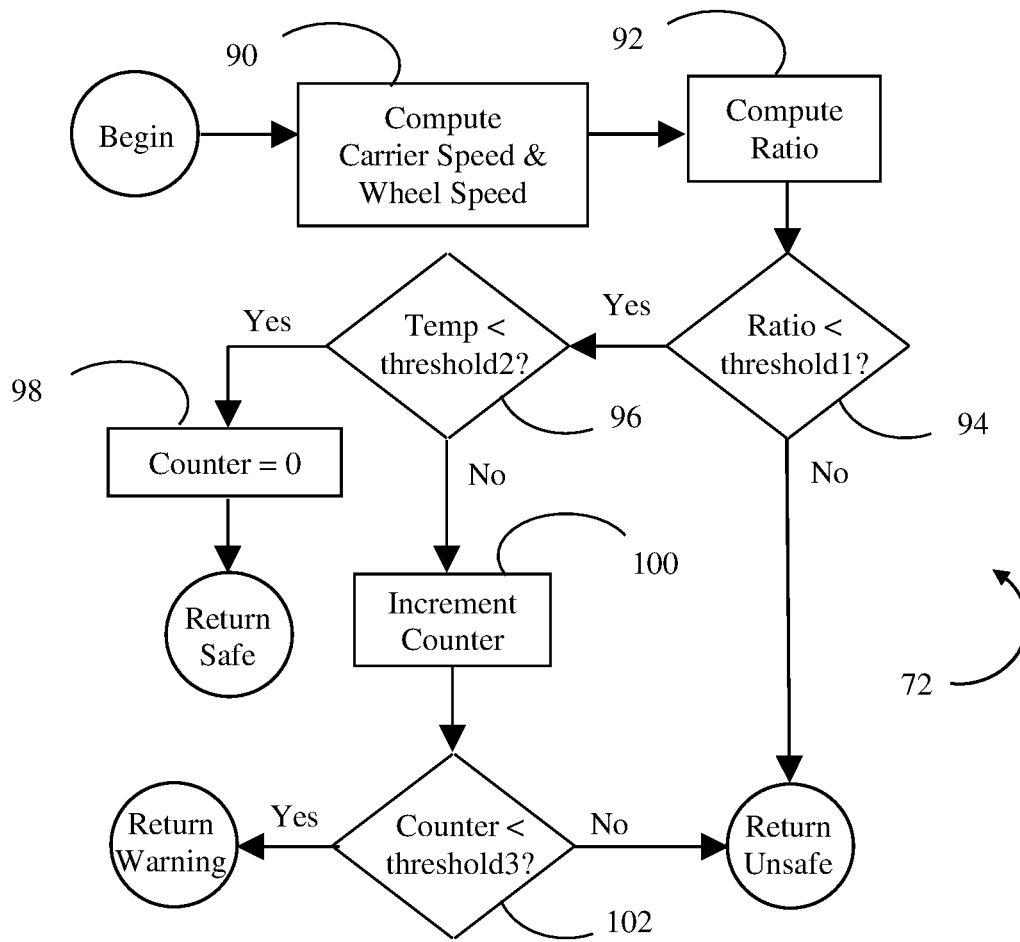 90
92
Begin
Compute
Carrier Speed &
Wheel Speed
Compute
Ratio
Yes
Temp <
threshold2?
Yes
Ratio <
threshold1?
98
96
94
Counter = 0
No
No
100
Return
Safe
Increment
Counter
72
Return
Warning
Yes
Counter <
threshold3?
No
Return
Unsafe
102